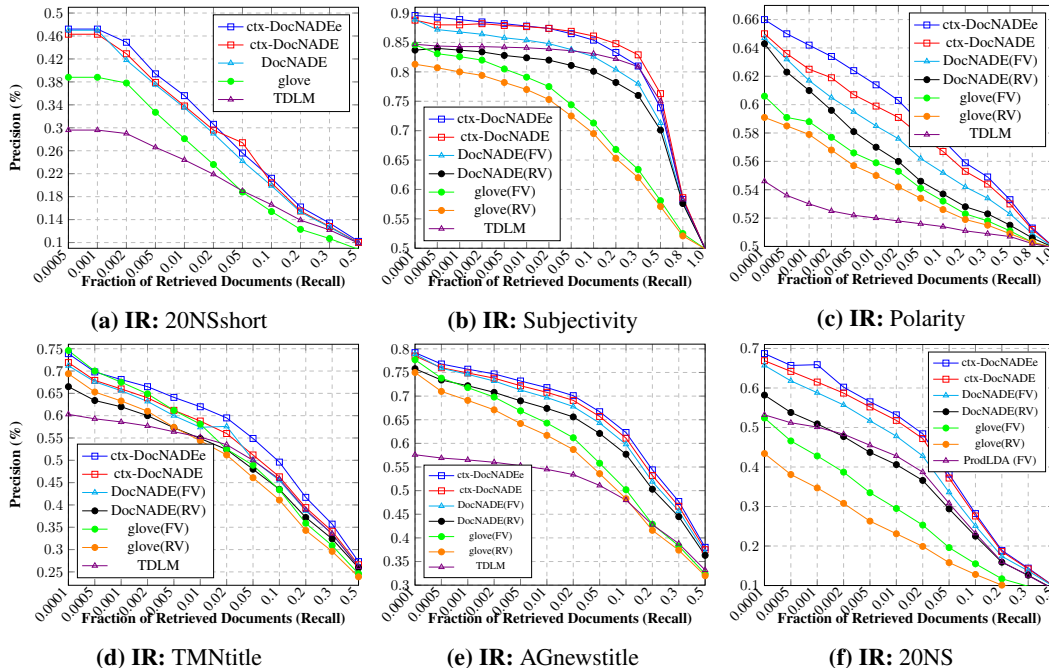 Precision (%)
0.46
0.42
0.38
0.34
0.3
0.26
0.22
0.18
0.14
0.1
0.0005 0.001 0.002 0.005 0.01 0.02 0.05 0.1 0.2 0.3 0.5
ctx-DocNADEe
ctx-DocNADE
DocNADE
glove
TDLM
Fraction of Retrieved Documents (Recall)
(a) IR: 20NSshort
0.9
0.85
0.8
0.75
0.7
0.65
0.6
0.55
0.5
0.0001 0.0005 0.001 0.002 0.005 0.01 0.02 0.05 0.1 0.2 0.3 0.5 0.8 1.0
ctx-DocNADEe
ctx-DocNADE
DocNADE(FV)
DocNADE(RV)
glove(FV)
glove(RV)
TDLM
Fraction of Retrieved Documents (Recall)
(b) IR: Subjectivity
0.66
0.64
0.62
0.6
0.58
0.56
0.54
0.52
0.5
0.0001 0.0005 0.001 0.002 0.005 0.01 0.02 0.05 0.1 0.2 0.3 0.5 0.8 1.0
ctx-DocNADEe
ctx-DocNADE
DocNADE(FV)
DocNADE(RV)
glove(FV)
glove(RV)
TDLM
Fraction of Retrieved Documents (Recall)
(c) IR: Polarity
Precision (%)
0.75
0.7
0.65
0.6
0.55
0.5
0.45
0.4
0.35
0.3
0.25
0.0001 0.0005 0.001 0.002 0.005 0.01 0.02 0.05 0.1 0.2 0.3 0.5
ctx-DocNADEe
ctx-DocNADE
DocNADE(FV)
DocNADE(RV)
glove(FV)
glove(RV)
TDLM
Fraction of Retrieved Documents (Recall)
(d) IR: TMNtitle
0.8
0.75
0.7
0.65
0.6
0.55
0.5
0.45
0.4
0.35
0.3
0.0001 0.0005 0.001 0.002 0.005 0.01 0.02 0.05 0.1 0.2 0.3 0.5
ctx-DocNADEe
ctx-DocNADE
DocNADE(FV)
DocNADE(RV)
glove(FV)
glove(RV)
TDLM
Fraction of Retrieved Documents (Recall)
(e) IR: AGnewstitle
0.7
0.6
0.5
0.4
0.3
0.2
0.1
0.0001 0.0005 0.001 0.002 0.005 0.01 0.02 0.05 0.1 0.2 0.3
ctx-DocNADEe
ctx-DocNADE
DocNADE(FV)
DocNADE(RV)
glove(FV)
glove(RV)
ProdLDA (FV)
Fraction of Retrieved Documents (Recall)
(f) IR: 20NS